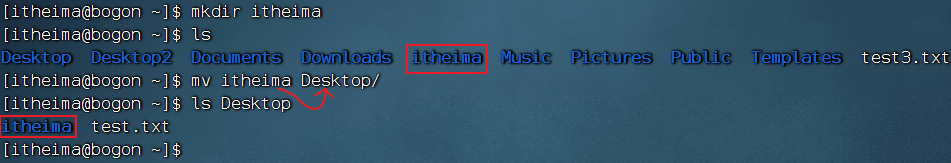 [itheima@bogon ~]$ mkdir itheima
[itheima@bogon ~]$ ls
Desktop  Desktop2  Documents  Downloads  itheima  Music  Pictures  Public  Templates  test3.txt
[itheima@bogon ~]$ mv itheima Desktop/
[itheima@bogon ~]$ ls Desktop
itheima  test.txt
[itheima@bogon ~]$